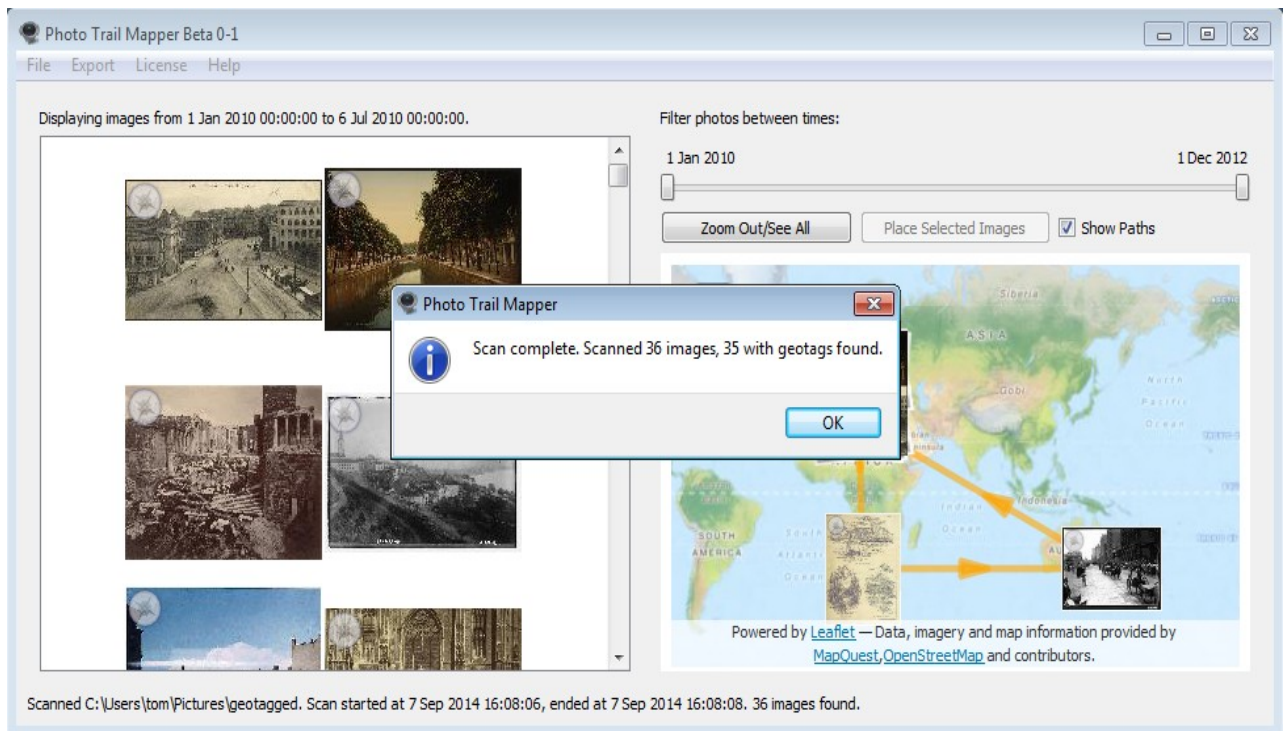 Photo Trail Mapper Beta 0-1
File Export License Help
Displaying images from 1 Jan 2010 00:00:00 to 6 Jul 2010 00:00:00.
Filter photos between times:
1 Jan 2010
1 Dec 2012
Zoom Out/See All
Place Selected Images
Show Paths
Photo Trail Mapper
Scan complete. Scanned 36 images, 35 with geotags found.
OK
Siberia
ASIA
Gobi
North
Pacific
Ocean
Indonesia
Indian
Ocean
SOUTH
AMERICA
South
Atlantic
Ocean
Powered by Leaflet — Data, imagery and map information provided by
MapQuest,OpenStreetMap and contributors.
Scanned C:\Users\tom\Pictures\geotagged. Scan started at 7 Sep 2014 16:08:06, ended at 7 Sep 2014 16:08:08. 36 images found.